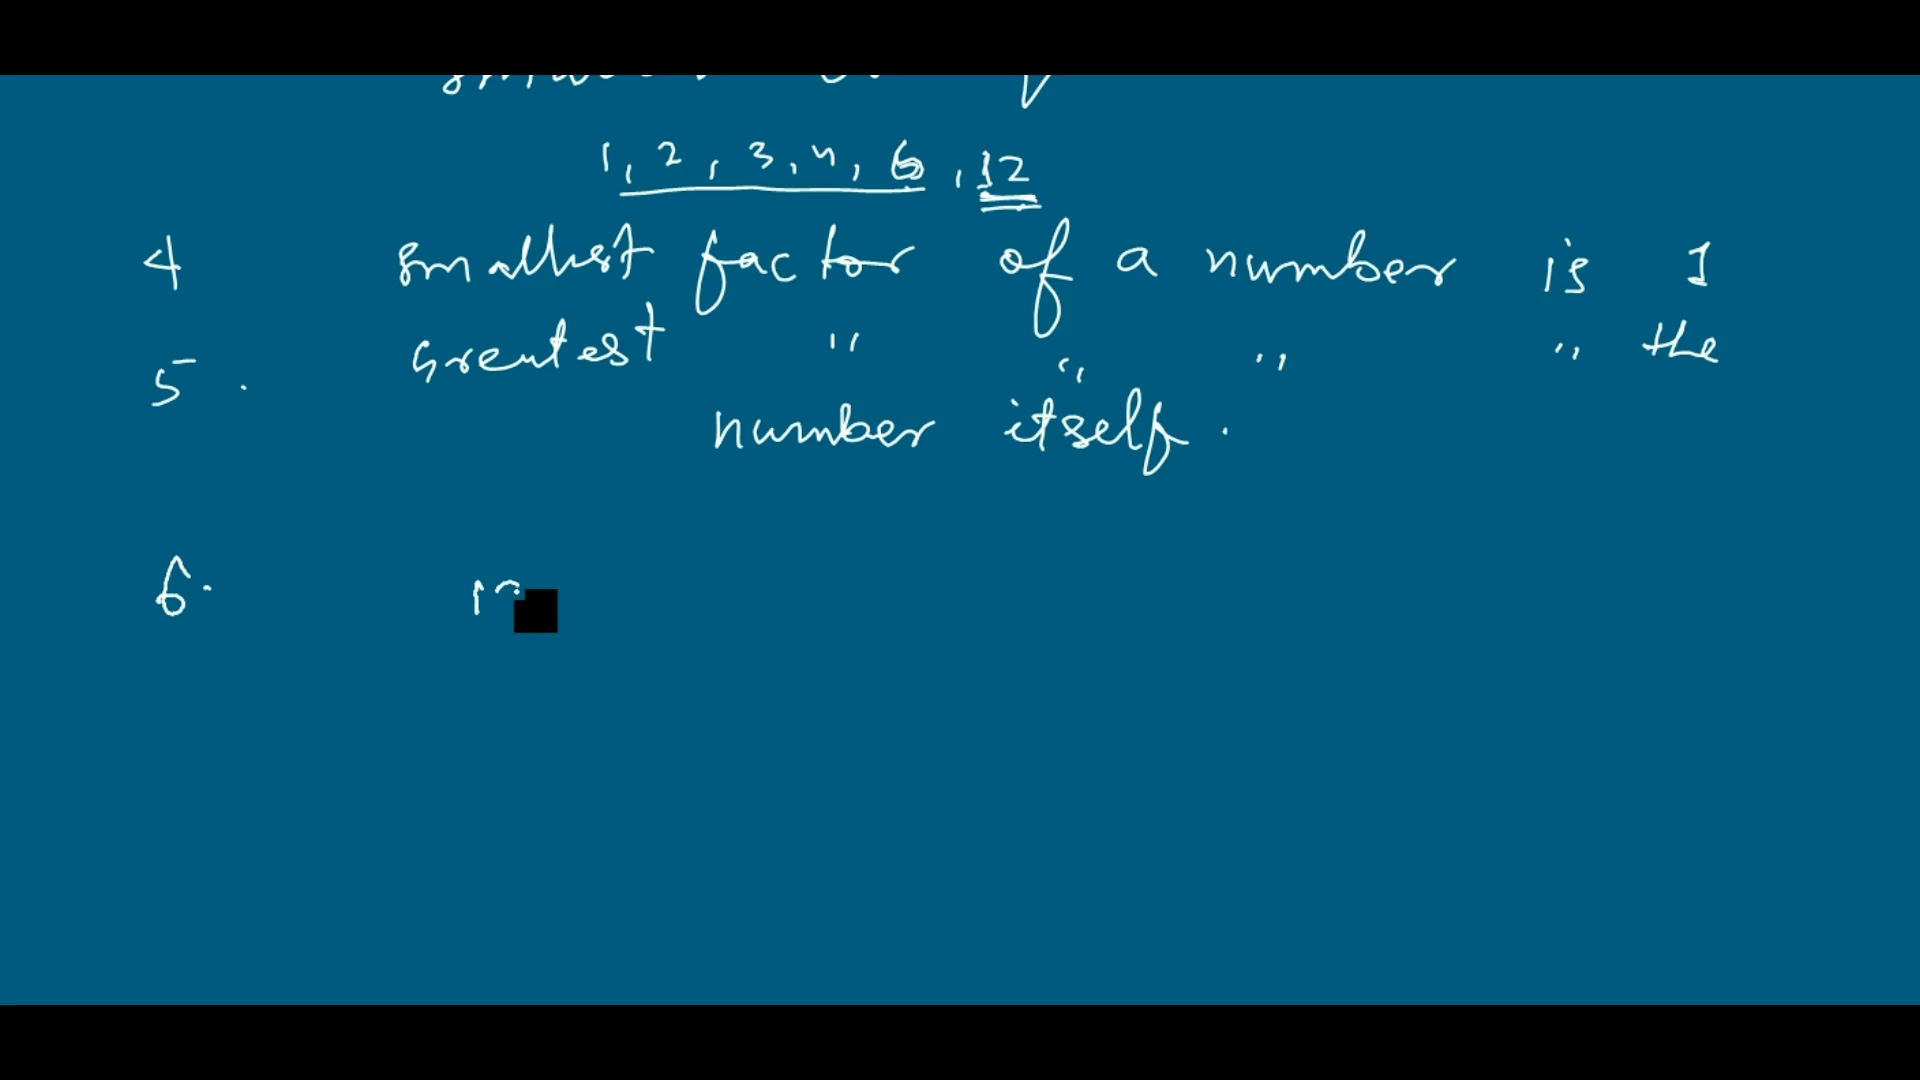 1, 2, 3, 4, 6, 12
4 smallest factor of a number is 1
5. Greatest " " " " the
number itself.
6.